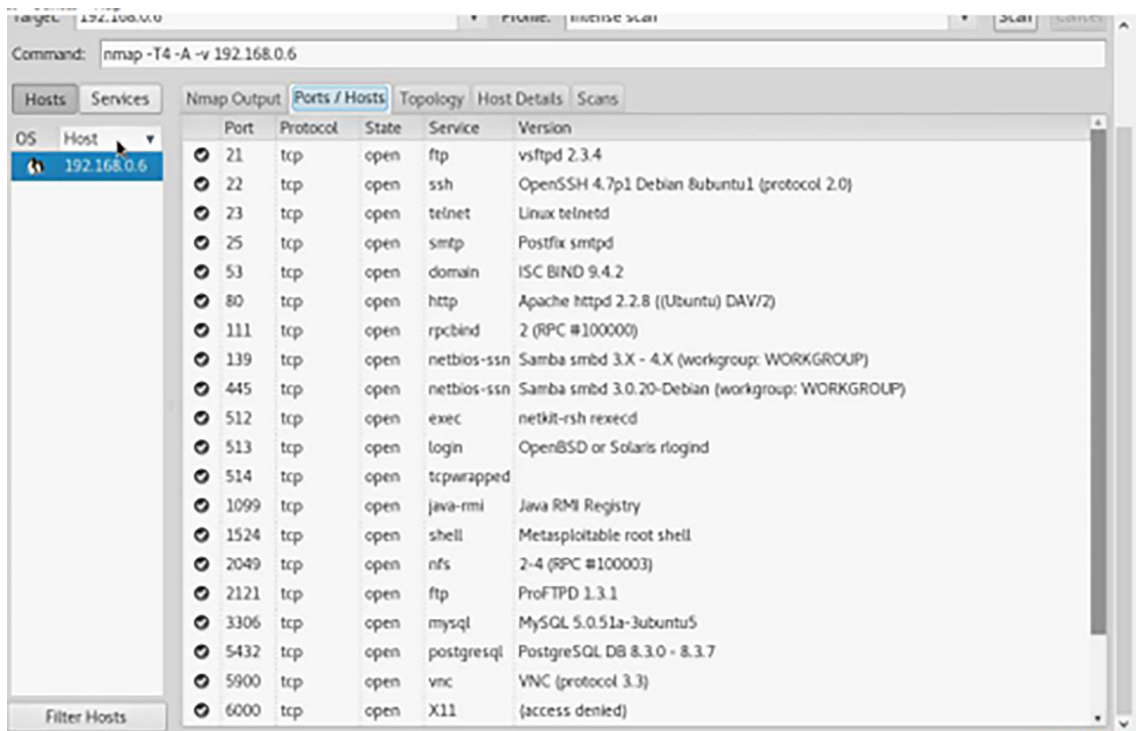 Target: 192.168.0.6 Profile: Intense scan Scan Cancel
Command: nmap -T4 -A -v 192.168.0.6
Hosts Services Nmap Output Ports / Hosts Topology Host Details Scans
OS Host
192.168.0.6
Port Protocol State Service Version
21 tcp open ftp vsftpd 2.3.4
22 tcp open ssh OpenSSH 4.7p1 Debian 8ubuntu1 (protocol 2.0)
23 tcp open telnet Linux telnetd
25 tcp open smtp Postfix smtpd
53 tcp open domain ISC BIND 9.4.2
80 tcp open http Apache httpd 2.2.8 ((Ubuntu) DAV/2)
111 tcp open rpcbind 2 (RPC #100000)
139 tcp open netbios-ssn Samba smbd 3.X - 4.X (workgroup: WORKGROUP)
445 tcp open netbios-ssn Samba smbd 3.0.20-Debian (workgroup: WORKGROUP)
512 tcp open exec netkit-rsh rexecd
513 tcp open login OpenBSD or Solaris rlogind
514 tcp open tcpwrapped
1099 tcp open java-rmi Java RMI Registry
1524 tcp open shell Metasploitable root shell
2049 tcp open nfs 2-4 (RPC #100003)
2121 tcp open ftp ProFTPD 1.3.1
3306 tcp open mysql MySQL 5.0.51a-3ubuntu5
5432 tcp open postgresql PostgreSQL DB 8.3.0 - 8.3.7
5900 tcp open vnc VNC (protocol 3.3)
6000 tcp open X11 (access denied)
Filter Hosts